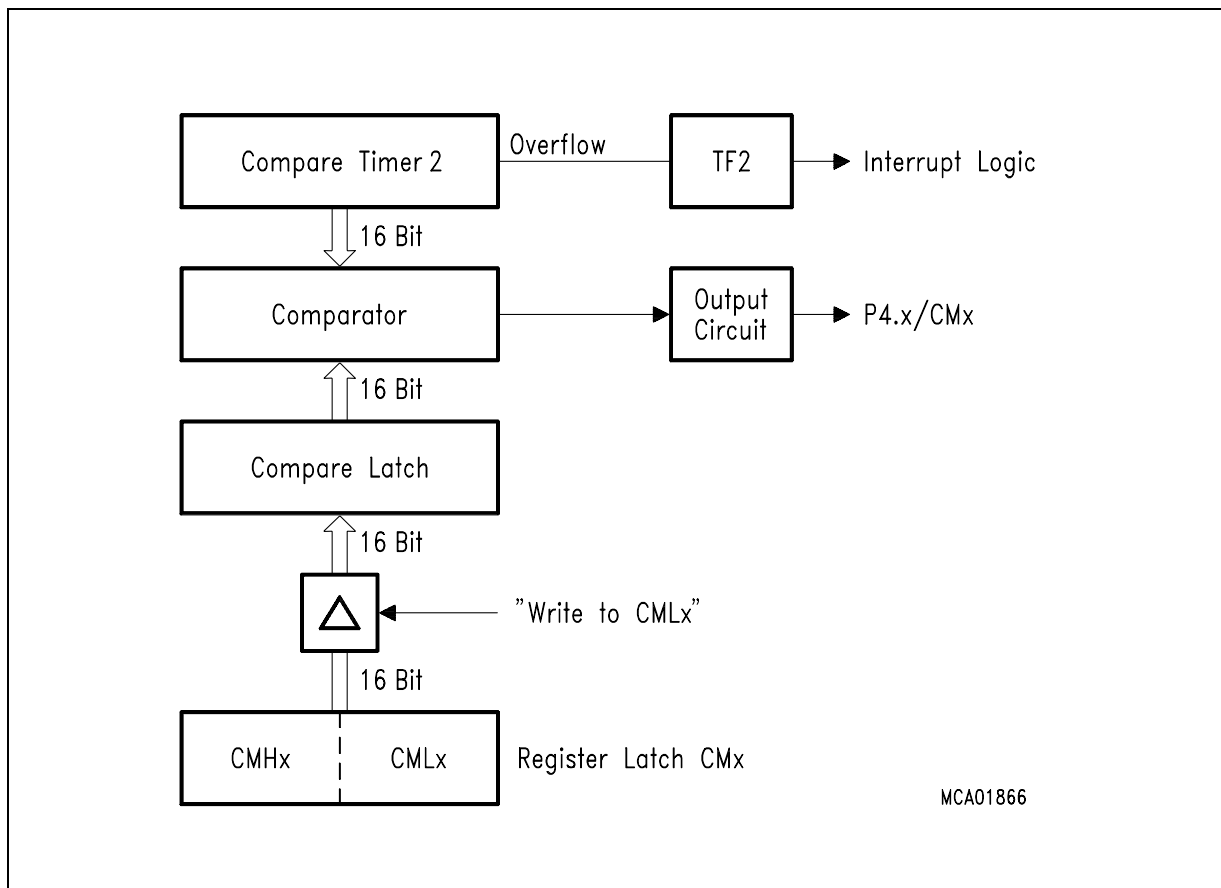 Compare Timer 2
Overflow
TF2
Interrupt Logic
16 Bit
Comparator
Output
Circuit
P4.x/CMx
16 Bit
Compare Latch
16 Bit
"Write to CMLx"
16 Bit
CMHx
CMLx
Register Latch CMx
MCA01866